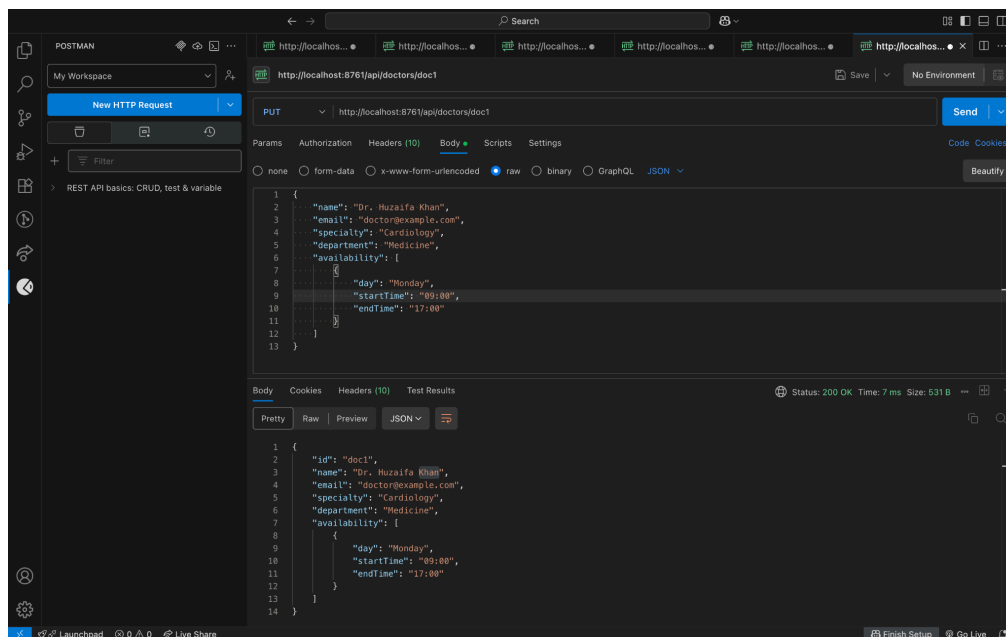 Search
POSTMAN
http://localhos...
http://localhos...
http://localhos...
http://localhos...
http://localhos...
http://localhos...
My Workspace
http://localhost:8761/api/doctors/doc1
Save
No Environment
New HTTP Request
PUT
http://localhost:8761/api/doctors/doc1
Send
Filter
REST API basics: CRUD, test & variable
Params Authorization Headers (10) Body Scripts Settings Code Cookies
none form-data x-www-form-urlencoded raw binary GraphQL JSON Beautify
1 {
2 "name": "Dr. Huzaifa Khan",
3 "email": "doctor@example.com",
4 "specialty": "Cardiology",
5 "department": "Medicine",
6 "availability": [
7 {
8 "day": "Monday",
9 "startTime": "09:00",
10 "endTime": "17:00"
11 }
12 ]
13 }
Body Cookies Headers (10) Test Results Status: 200 OK Time: 7 ms Size: 531 B
Pretty Raw Preview JSON
1 {
2 "id": "doc1",
3 "name": "Dr. Huzaifa Khan",
4 "email": "doctor@example.com",
5 "specialty": "Cardiology",
6 "department": "Medicine",
7 "availability": [
8 {
9 "day": "Monday",
10 "startTime": "09:00",
11 "endTime": "17:00"
12 }
13 ]
14 }
Launchpad 0 0 Live Share Finish Setup Go Live